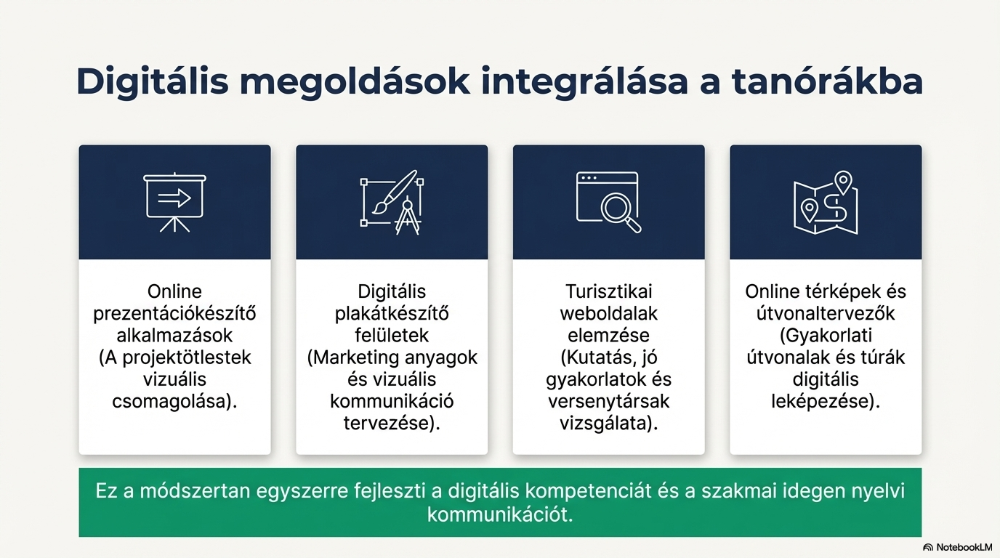 Digitális megoldások integrálása a tanórákba
Online
prezentációkészítő
alkalmazások
(A projektötlestek
vizuális
csomagolása).
Digitális
plakátkészítő
felületek
(Marketing anyagok
és vizuális
kommunikáció
tervezése).
Turisztikai
weboldalak
elemzése
(Kutatás, jó
gyakorlatok és
versenytársak
vizsgálata).
Online térképek és
útvonaltervezők
(Gyakorlati
útvonalak és túrák
digitális
leképezése).
Ez a módszertan egyszerre fejleszti a digitális kompetenciát és a szakmai idegen nyelvi
kommunikációt.
NotebookLM